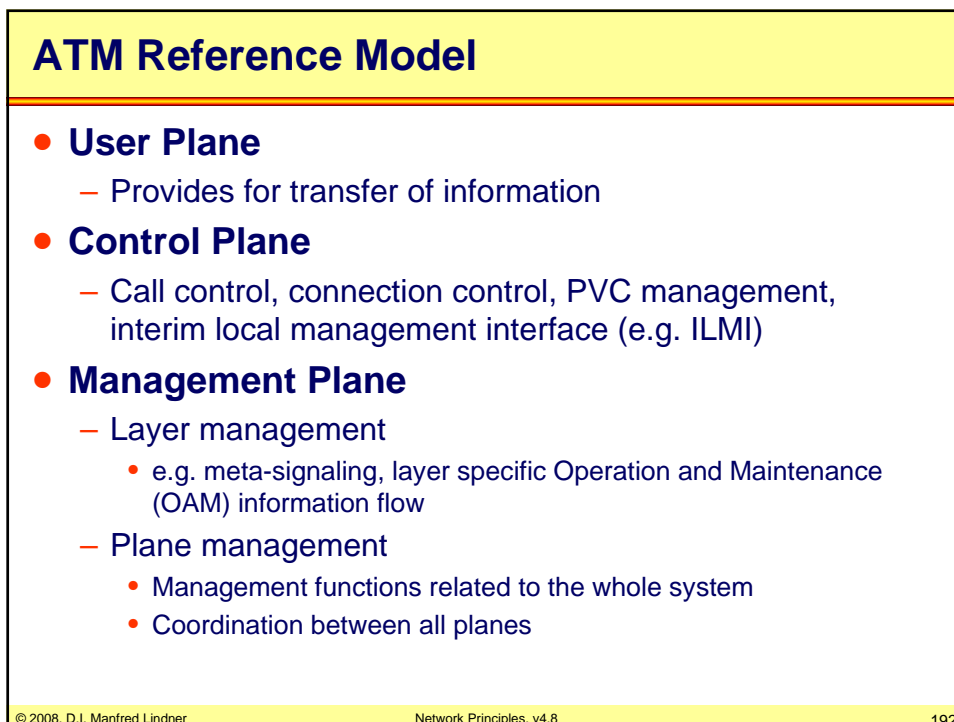 ATM Reference Model
• User Plane
– Provides for transfer of information
• Control Plane
– Call control, connection control, PVC management,
interim local management interface (e.g. ILMI)
• Management Plane
– Layer management
• e.g. meta-signaling, layer specific Operation and Maintenance
(OAM) information flow
– Plane management
• Management functions related to the whole system
• Coordination between all planes
© 2008, D.I. Manfred Lindner Network Principles, v4.8 192